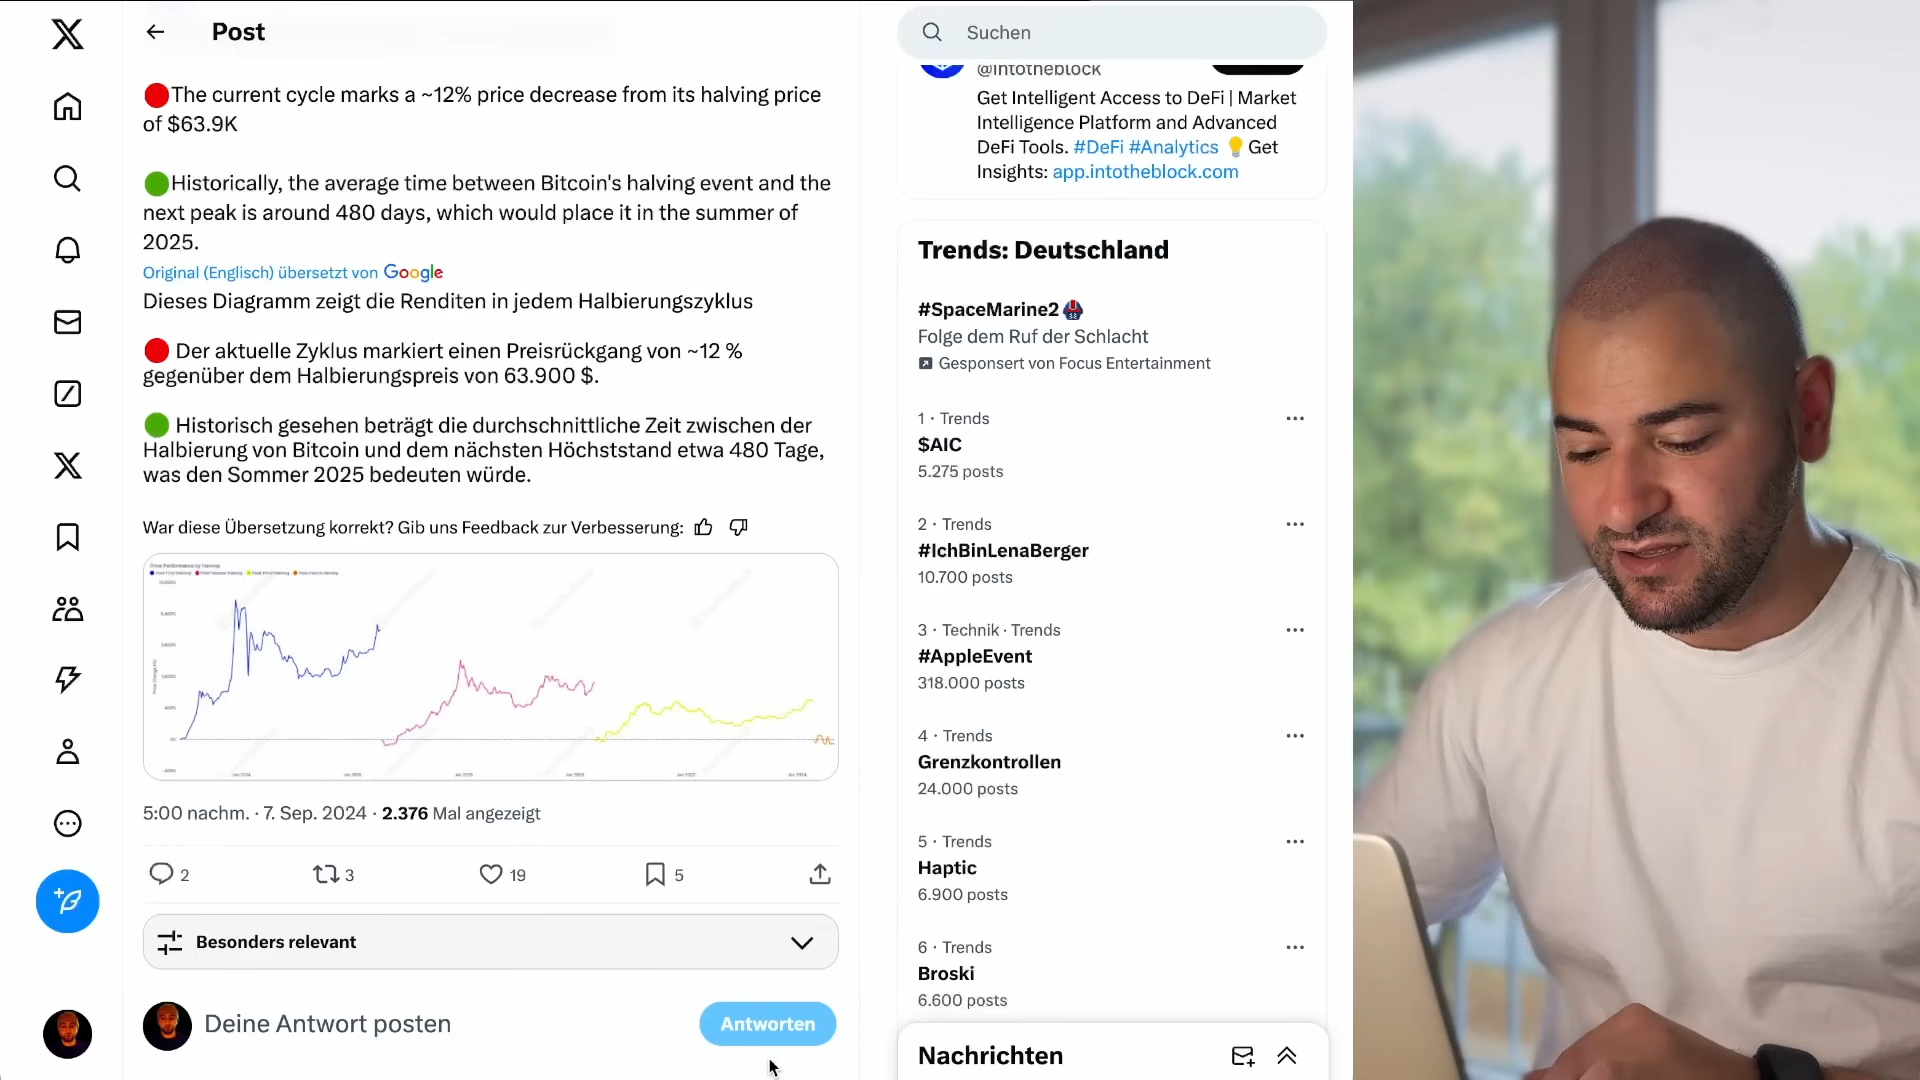 Post
🔴The current cycle marks a ~12% price decrease from its halving price
of $63.9K
🟢Historically, the average time between Bitcoin's halving event and the
next peak is around 480 days, which would place it in the summer of
2025.
Original (Englisch) übersetzt von Google
Dieses Diagramm zeigt die Renditen in jedem Halbierungszyklus
🔴 Der aktuelle Zyklus markiert einen Preisrückgang von ~12 %
gegenüber dem Halbierungspreis von 63.900 $.
🟢 Historisch gesehen beträgt die durchschnittliche Zeit zwischen der
Halbierung von Bitcoin und dem nächsten Höchststand etwa 480 Tage,
was den Sommer 2025 bedeuten würde.
War diese Übersetzung korrekt? Gib uns Feedback zur Verbesserung:
Price Performance by Halving
5:00 nachm. · 7. Sep. 2024 · 2.376 Mal angezeigt
2
3
19
5
Besonders relevant
Deine Antwort posten
Antworten
Suchen
@intotheblock
Get Intelligent Access to DeFi | Market
Intelligence Platform and Advanced
DeFi Tools. #DeFi #Analytics 💡Get
Insights: app.intotheblock.com
Trends: Deutschland
#SpaceMarine2
Folge dem Ruf der Schlacht
Gesponsert von Focus Entertainment
1 · Trends
$AIC
5.275 posts
2 · Trends
#IchBinLenaBerger
10.700 posts
3 · Technik · Trends
#AppleEvent
318.000 posts
4 · Trends
Grenzkontrollen
24.000 posts
5 · Trends
Haptic
6.900 posts
6 · Trends
Broski
6.600 posts
Nachrichten